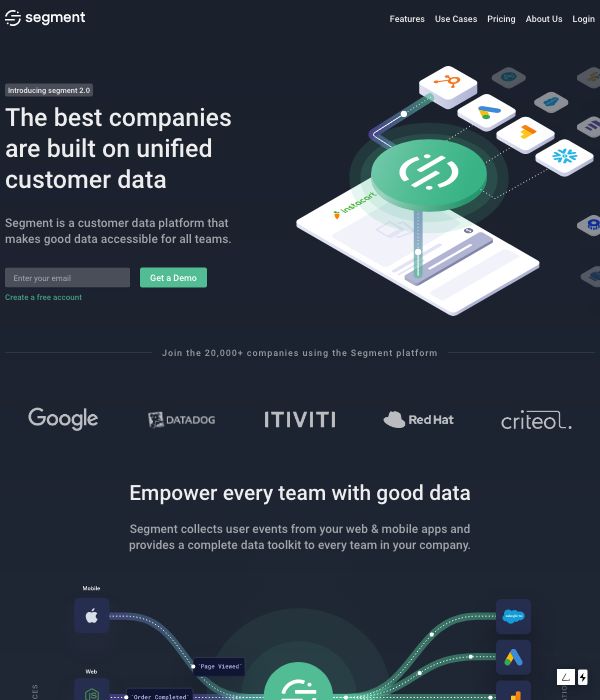 segment
Features Use Cases Pricing About Us Login
Introducing segment 2.0
The best companies
are built on unified
customer data
Segment is a customer data platform that
makes good data accessible for all teams.
Enter your email
Get a Demo
Create a free account
instacart
Join the 20,000+ companies using the Segment platform
Google
DATADOG
ITIVITI
Red Hat
criteol.
Empower every team with good data
Segment collects user events from your web & mobile apps and
provides a complete data toolkit to every team in your company.
Mobile
'Page Viewed'
Web
'Order Completed'